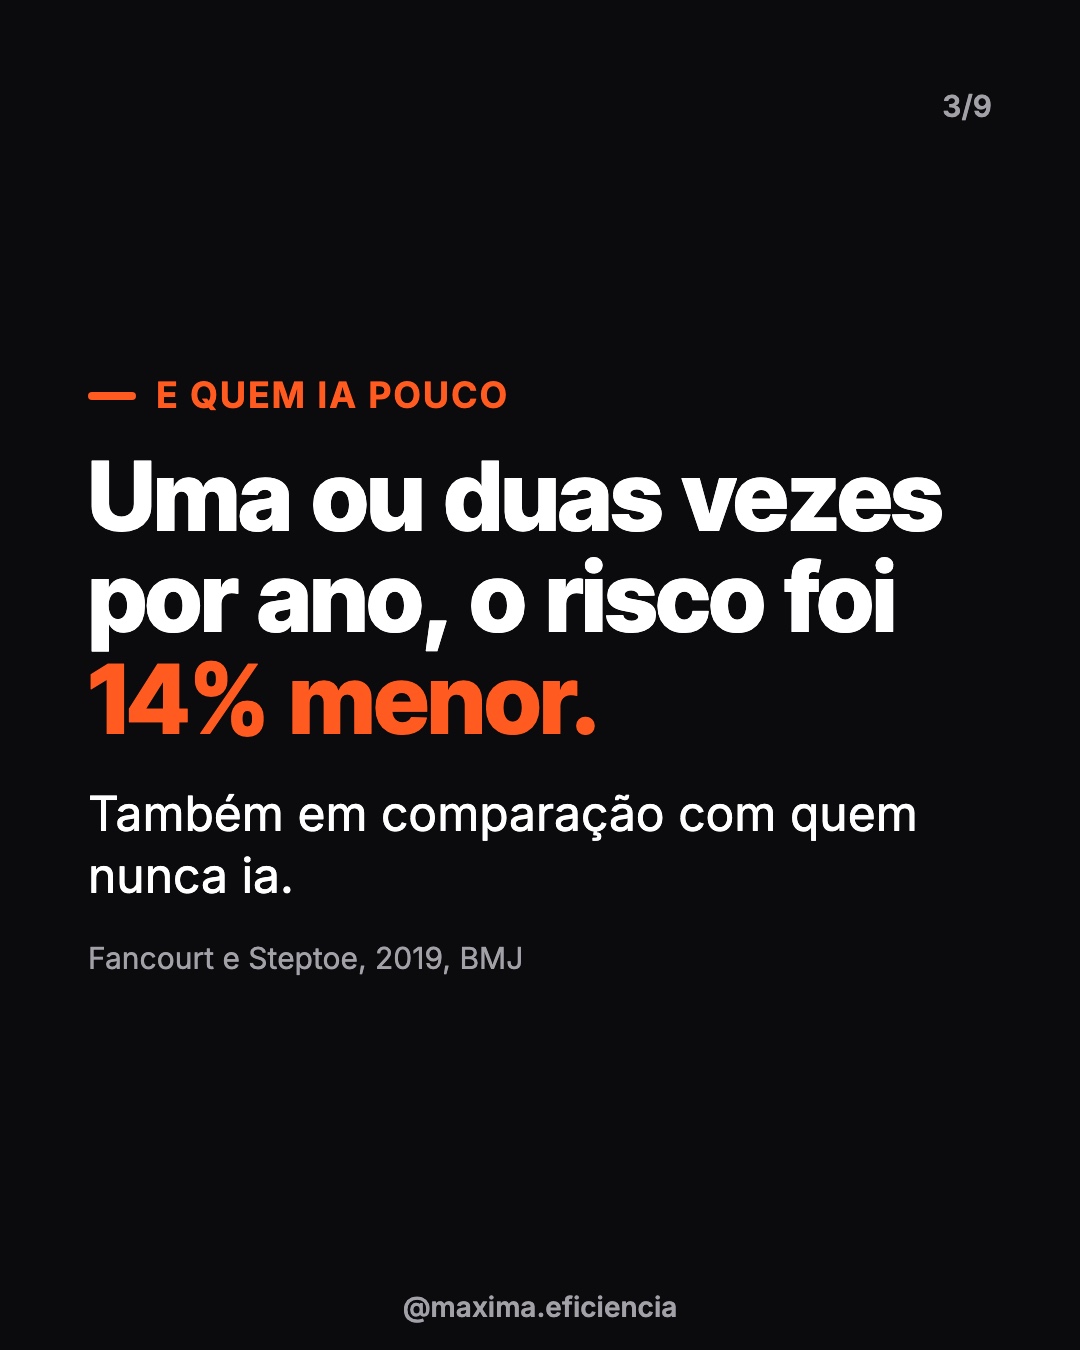 3/9
E QUEM IA POUCO
Uma ou duas vezes
por ano, o risco foi
14% menor.
Também em comparação com quem
nunca ia.
Fancourt e Steptoe, 2019, BMJ
@maxima.eficiencia